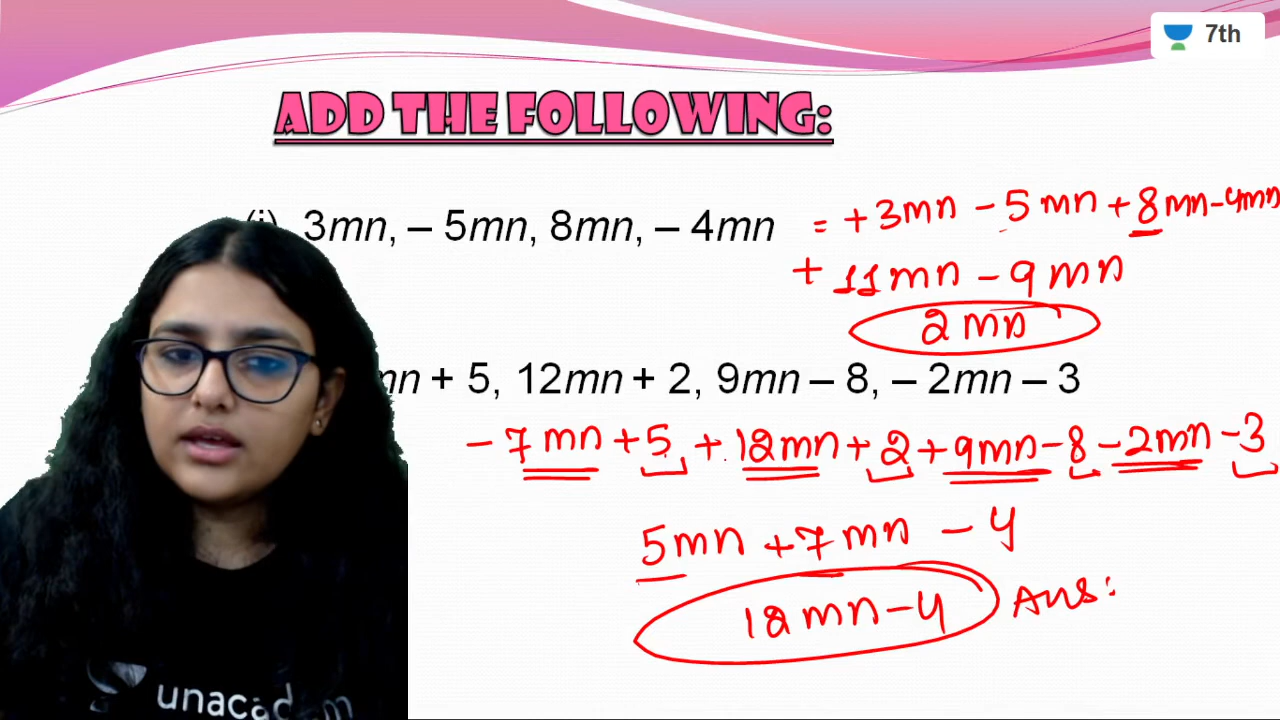 7th
ADD THE FOLLOWING:
(i) 3mn, – 5mn, 8mn, – 4mn
= +3mn - 5mn + 8mn - 4mn
+ 11mn - 9mn
2mn
mn + 5, 12mn + 2, 9mn – 8, – 2mn – 3
- 7mn + 5 + 12mn + 2 + 9mn - 8 - 2mn - 3
5mn + 7mn - 4
12mn - 4 Ans:
unacadem